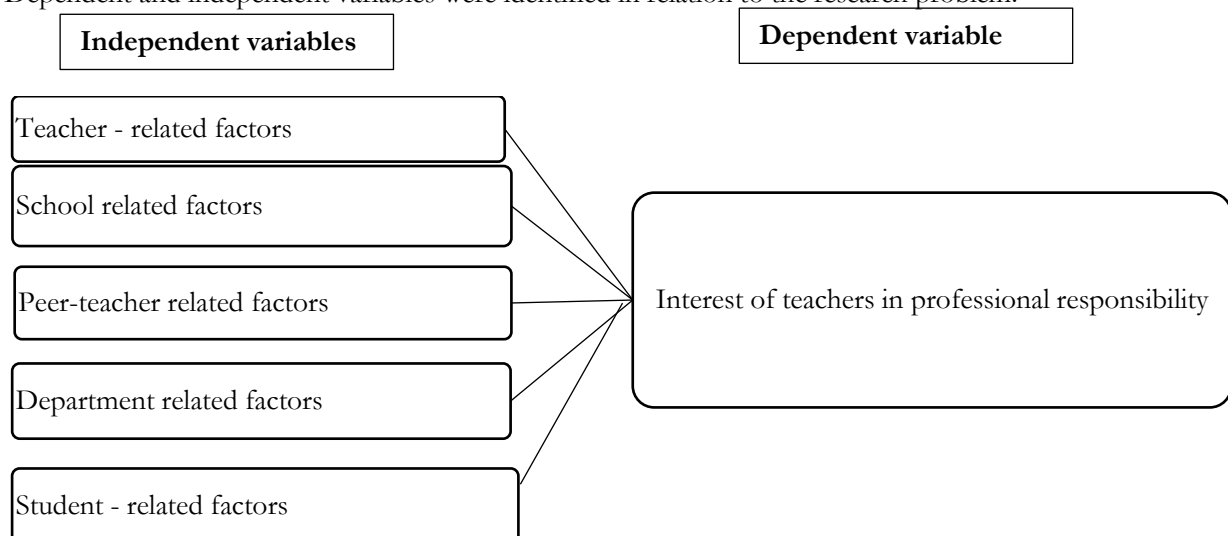 Dependent and independent variables were identified in relation to the research problem.
Independent variables
Dependent variable
Teacher - related factors
School related factors
Peer-teacher related factors
Department related factors
Student - related factors
Interest of teachers in professional responsibility